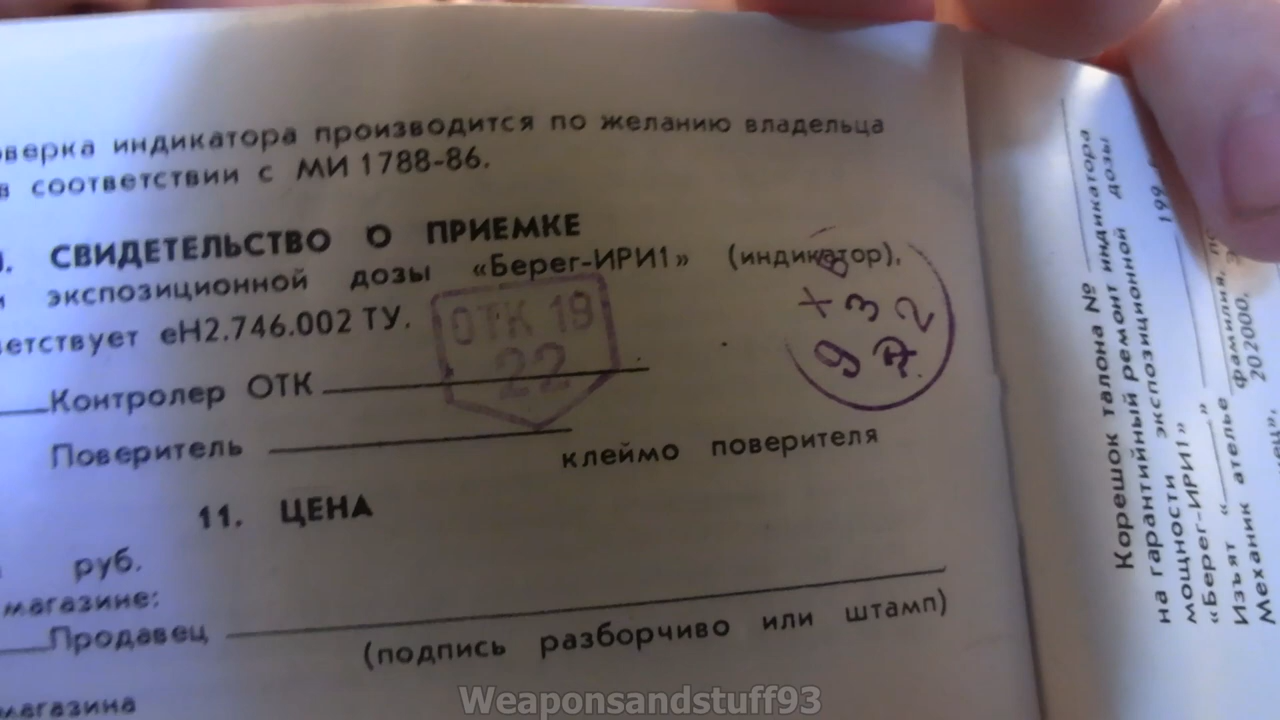 оверка индикатора производится по желанию владельца
в соответствии с МИ 1788-86.
СВИДЕТЕЛЬСТВО О ПРИЕМКЕ
экспозиционной дозы «Берег-ИРИ1» (индикатор),
ветствует еН2.746.002 ТУ.
ОТК 19
22
Контролер ОТК
Поверитель
клеймо поверителя
11. ЦЕНА
руб.
магазине:
Продавец
(подпись разборчиво или штамп)
магазина
Корешок талона №
на гарантийный ремонт индикатора
мощности экспозиционной дозы
«Берег-ИРИ1» 199
Изъят « »
Механик ателье фамилия,
202000,
Weaponsandstuff93